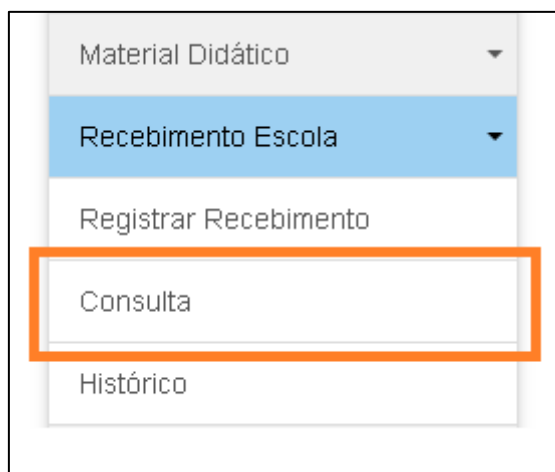 Material Didático
Recebimento Escola
Registrar Recebimento
Consulta
Histórico